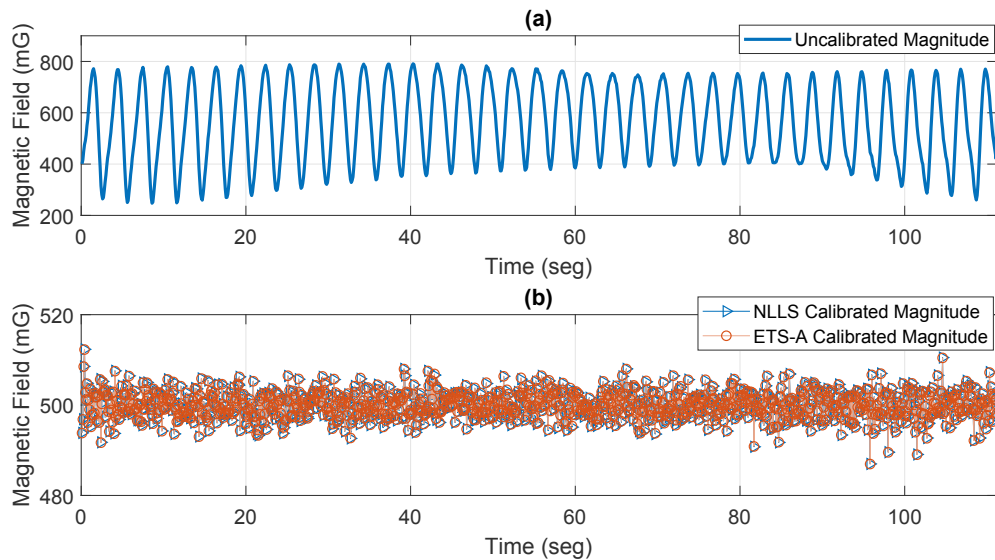 (a)
Uncalibrated Magnitude
Magnetic Field (mG)
800
600
400
200
0
20
40
60
80
100
Time (seg)
(b)
NLLS Calibrated Magnitude
ETS-A Calibrated Magnitude
Magnetic Field (mG)
520
500
480
0
20
40
60
80
100
Time (seg)